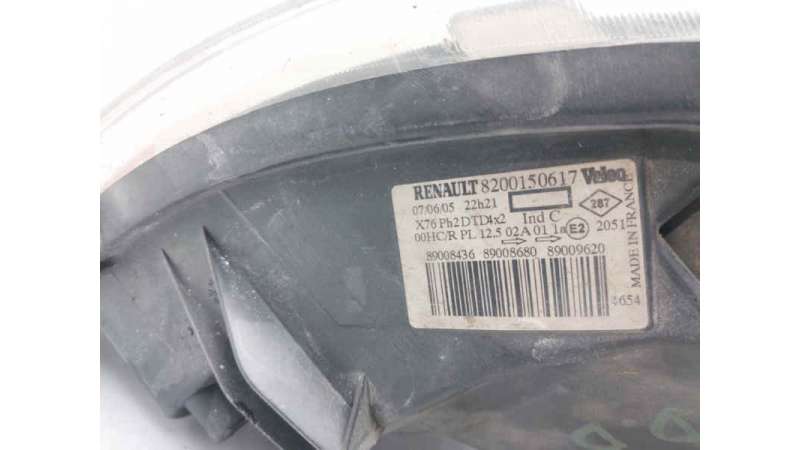 RENAULT 8200150617 Valeo
07/06/05 22h21
X76 Ph2 DTD4x2 Ind C 287
00HC/R PL 12.5 02A 01 1a E2 2051
89008436 89008680 89009620
MADE IN FRANCE